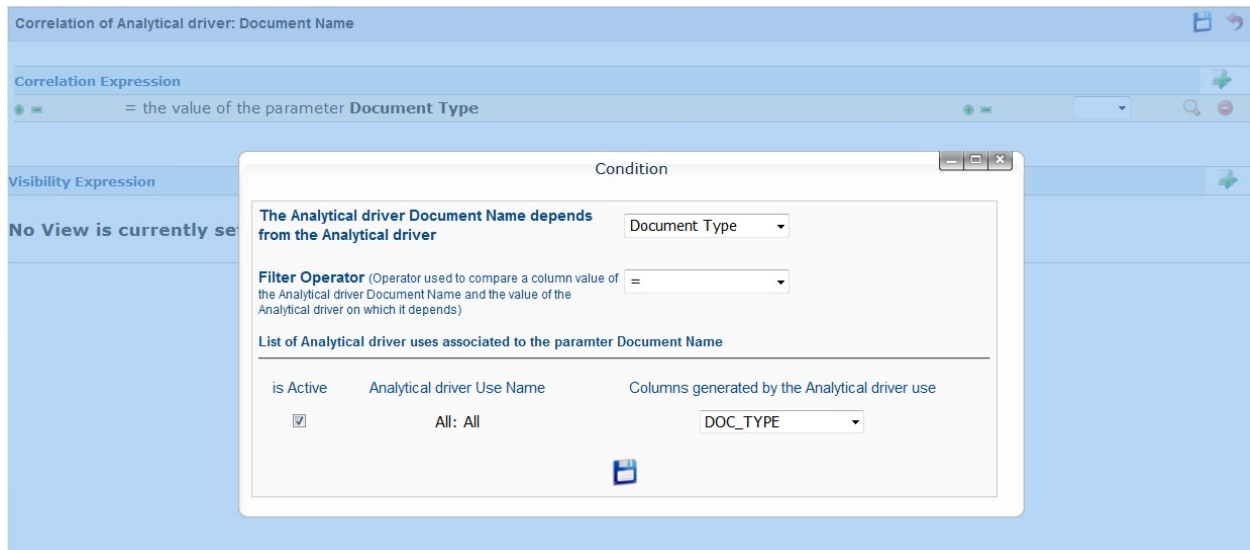 Correlation of Analytical driver: Document Name
Correlation Expression
= the value of the parameter Document Type
Condition
Visibility Expression
The Analytical driver Document Name depends
from the Analytical driver
Document Type
No View is currently se
Filter Operator (Operator used to compare a column value of
the Analytical driver Document Name and the value of the
Analytical driver on which it depends)
=
List of Analytical driver uses associated to the paramter Document Name
is Active Analytical driver Use Name Columns generated by the Analytical driver use
All: All DOC_TYPE